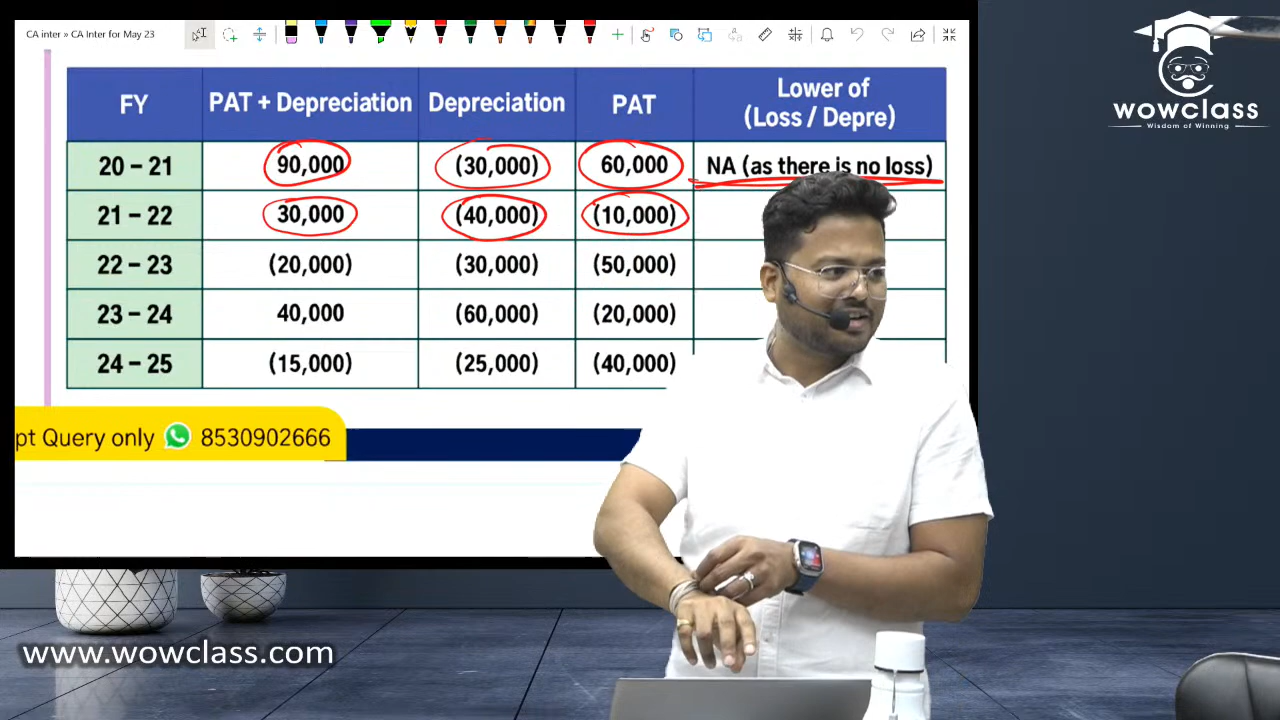 CA inter » CA Inter for May 23
FY PAT + Depreciation Depreciation PAT Lower of (Loss / Depre)
20 – 21 90,000 (30,000) 60,000 NA (as there is no loss)
21 – 22 30,000 (40,000) (10,000)
22 – 23 (20,000) (30,000) (50,000)
23 – 24 40,000 (60,000) (20,000)
24 – 25 (15,000) (25,000) (40,000)
pt Query only 8530902666
wowclass
Wisdom of Winning
www.wowclass.com